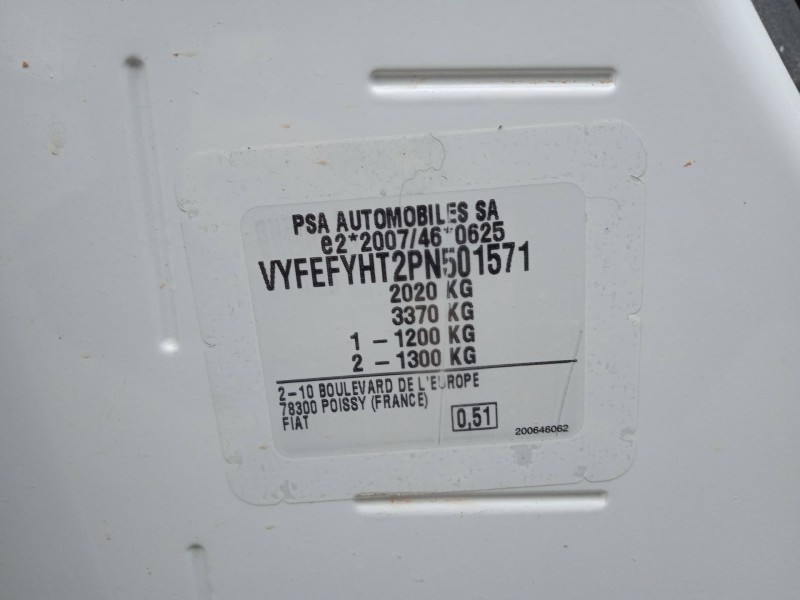 PSA AUTOMOBILES SA
e2*2007/46*0625
VYFEFYHT2PN501571
2020 KG
3370 KG
1 - 1200 KG
2 - 1300 KG
2-10 BOULEVARD DE L'EUROPE
78300 POISSY (FRANCE)
FIAT
0,51
200646062